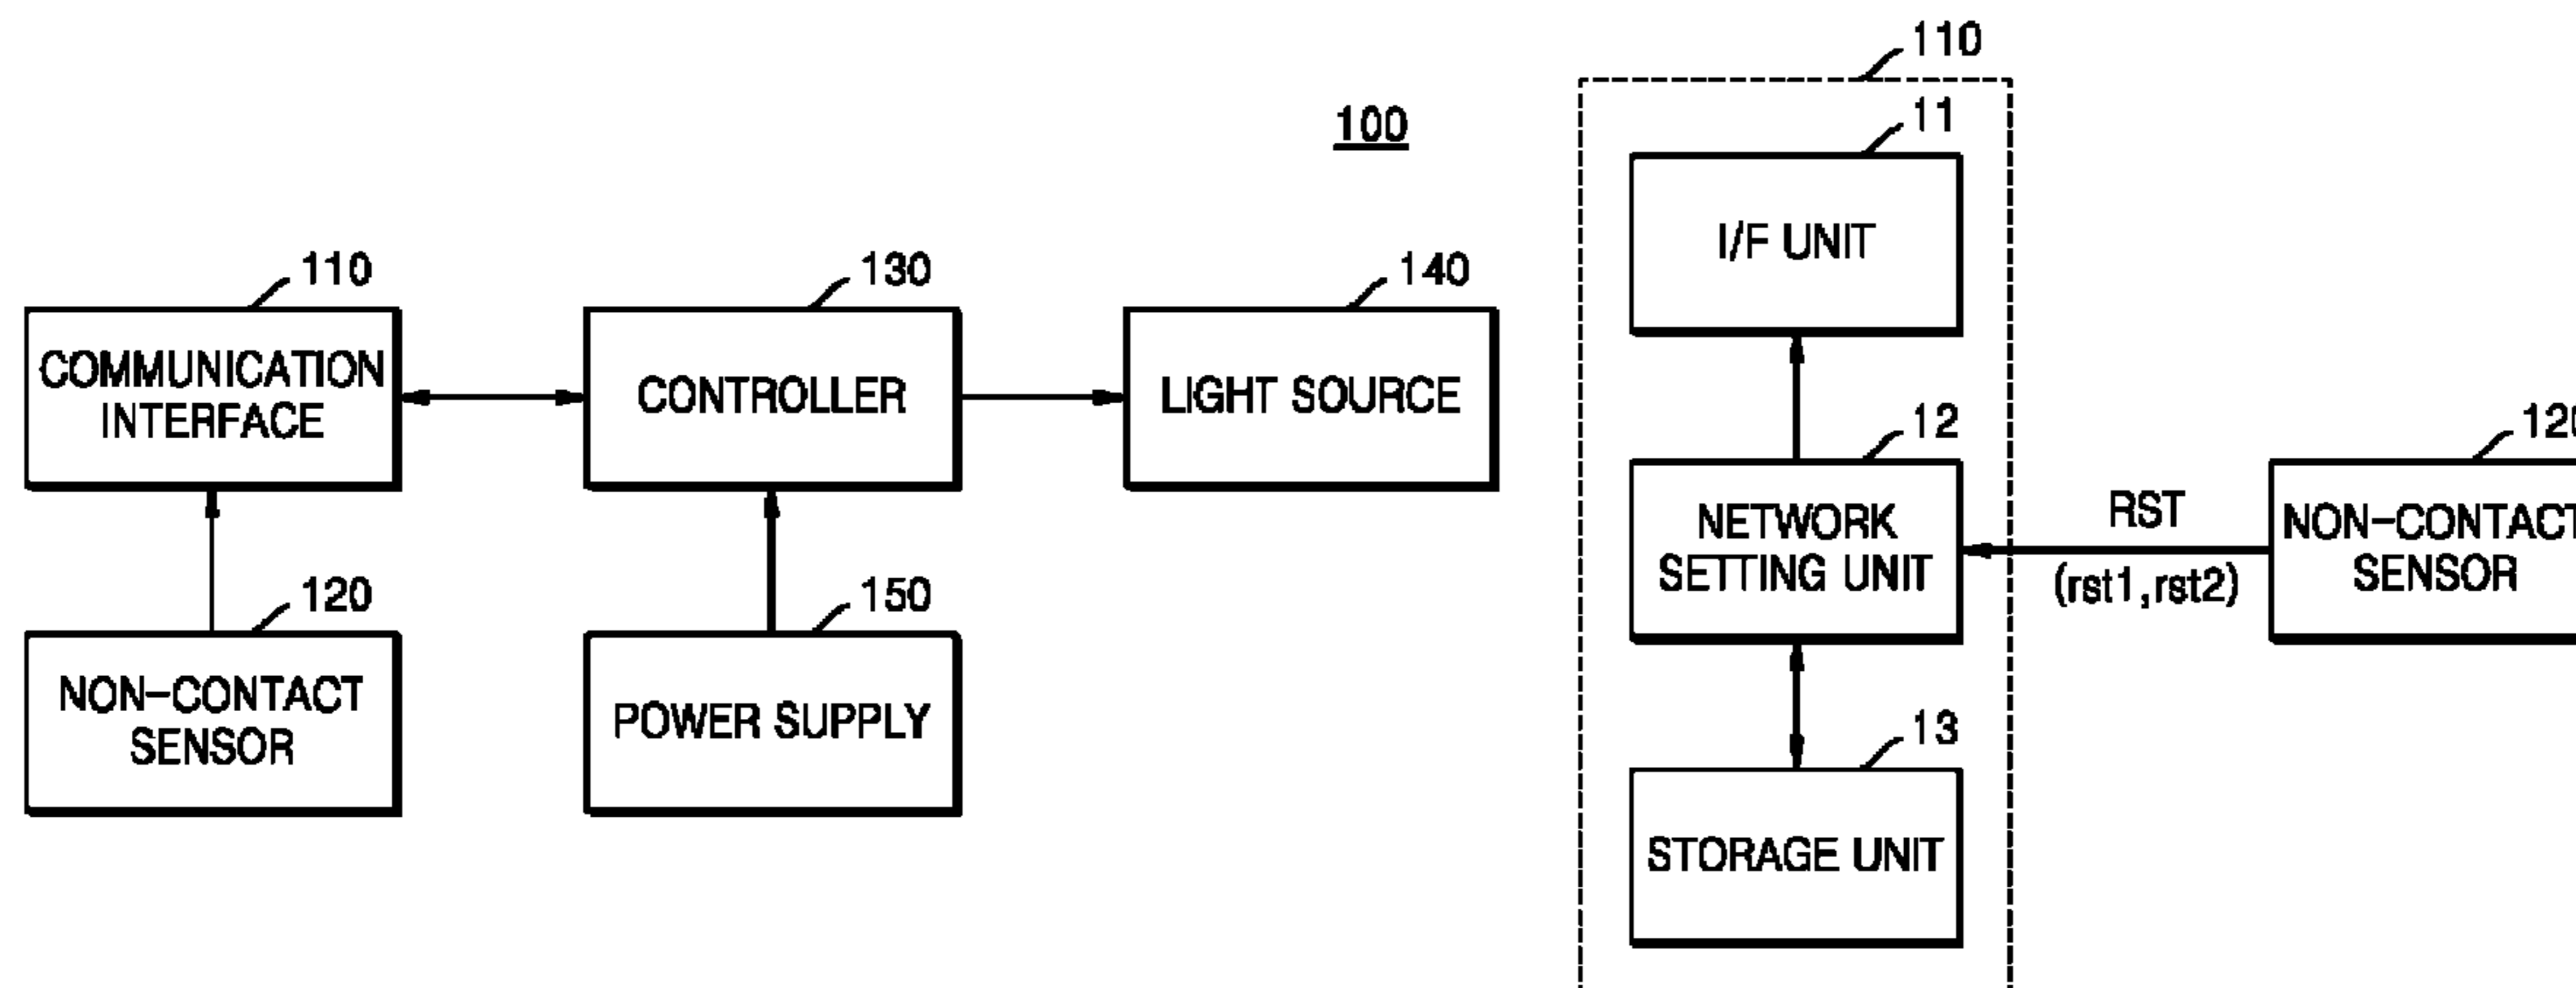 100
110
130
140
COMMUNICATION
INTERFACE
CONTROLLER
LIGHT SOURCE
120
150
NON-CONTACT
SENSOR
POWER SUPPLY
110
11
I/F UNIT
12
NETWORK
SETTING UNIT
RST
(rst1,rst2)
120
NON-CONTACT
SENSOR
13
STORAGE UNIT